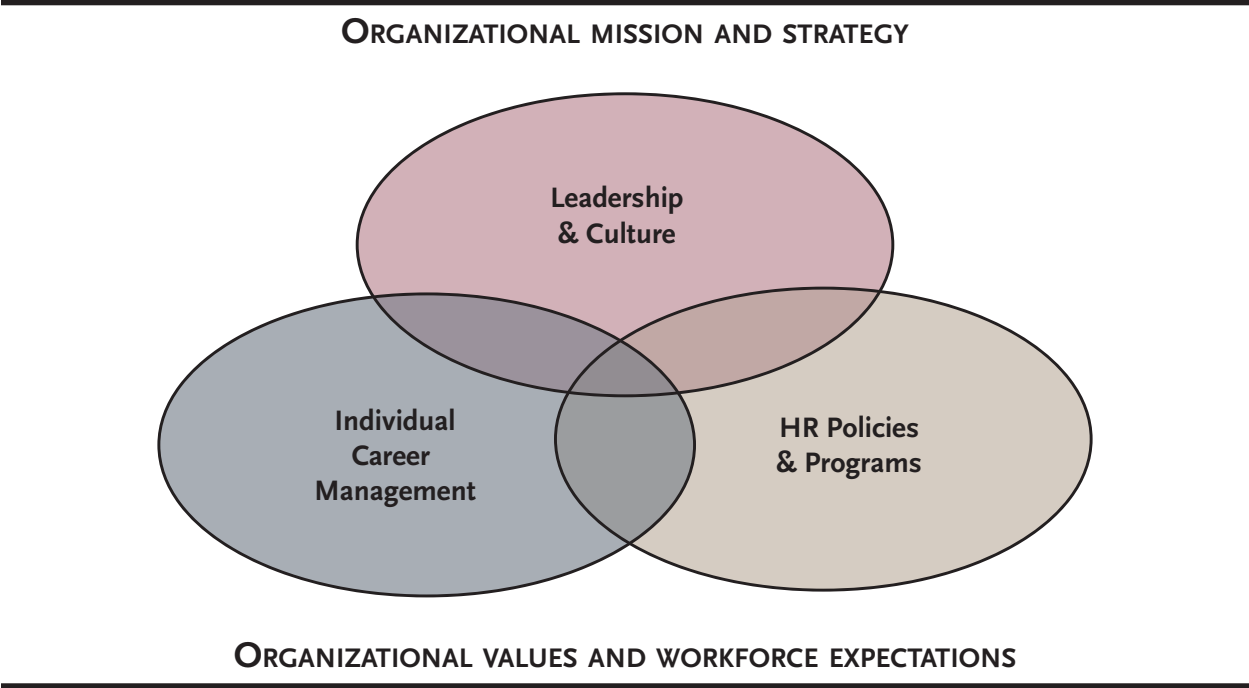 Organizational mission and strategy
Leadership
& Culture
Individual
Career
Management
HR Policies
& Programs
Organizational values and workforce expectations